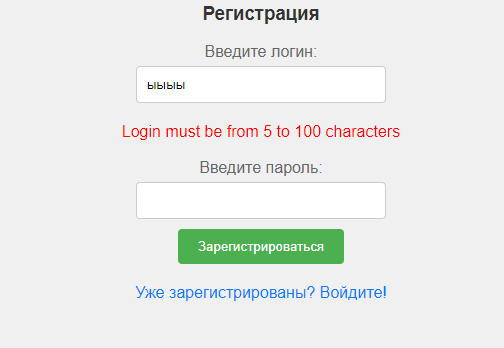 Регистрация
Введите логин:
ыыыы
Login must be from 5 to 100 characters
Введите пароль:
Зарегистрироваться
Уже зарегистрированы? Войдите!